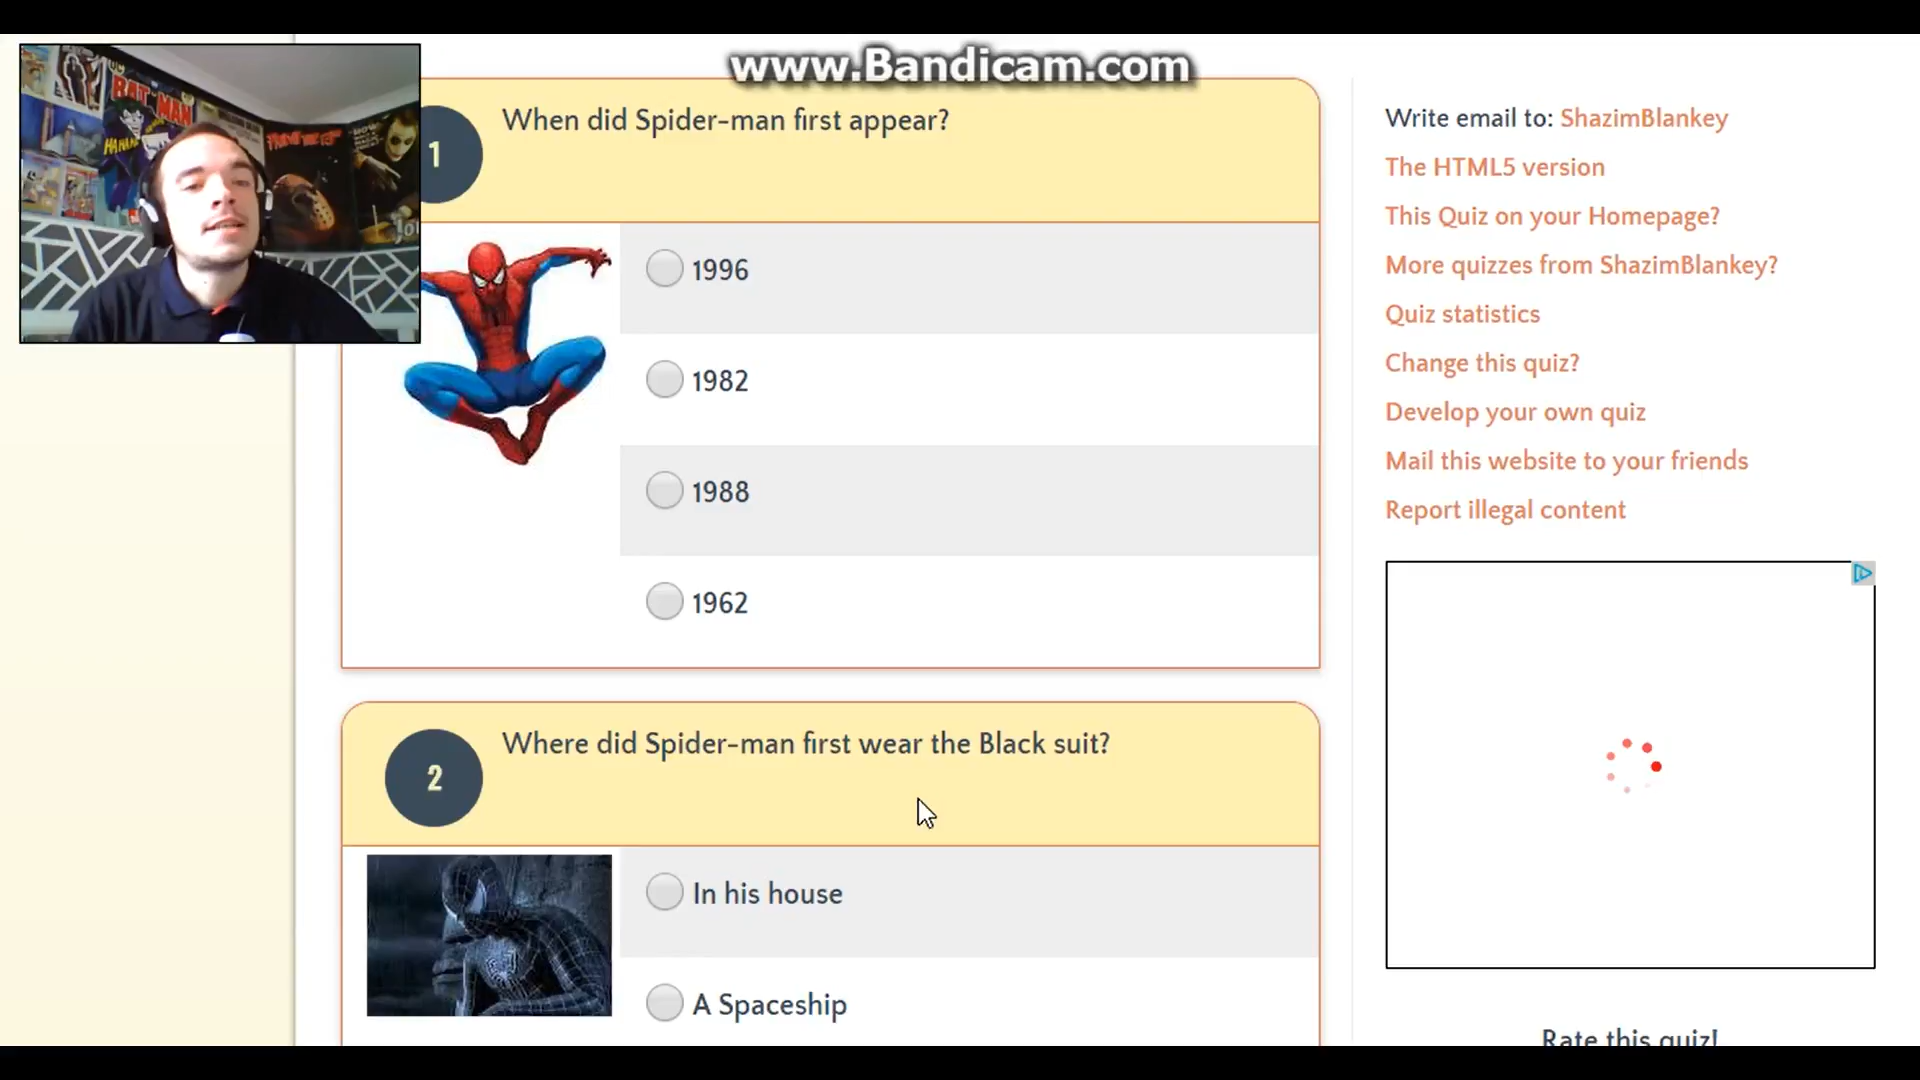 www.Bandicam.com
BATMAN
HAHAHA
1
When did Spider-man first appear?
1996
1982
1988
1962
2
Where did Spider-man first wear the Black suit?
In his house
A Spaceship
Write email to: ShazimBlankey
The HTML5 version
This Quiz on your Homepage?
More quizzes from ShazimBlankey?
Quiz statistics
Change this quiz?
Develop your own quiz
Mail this website to your friends
Report illegal content
Rate this quiz!